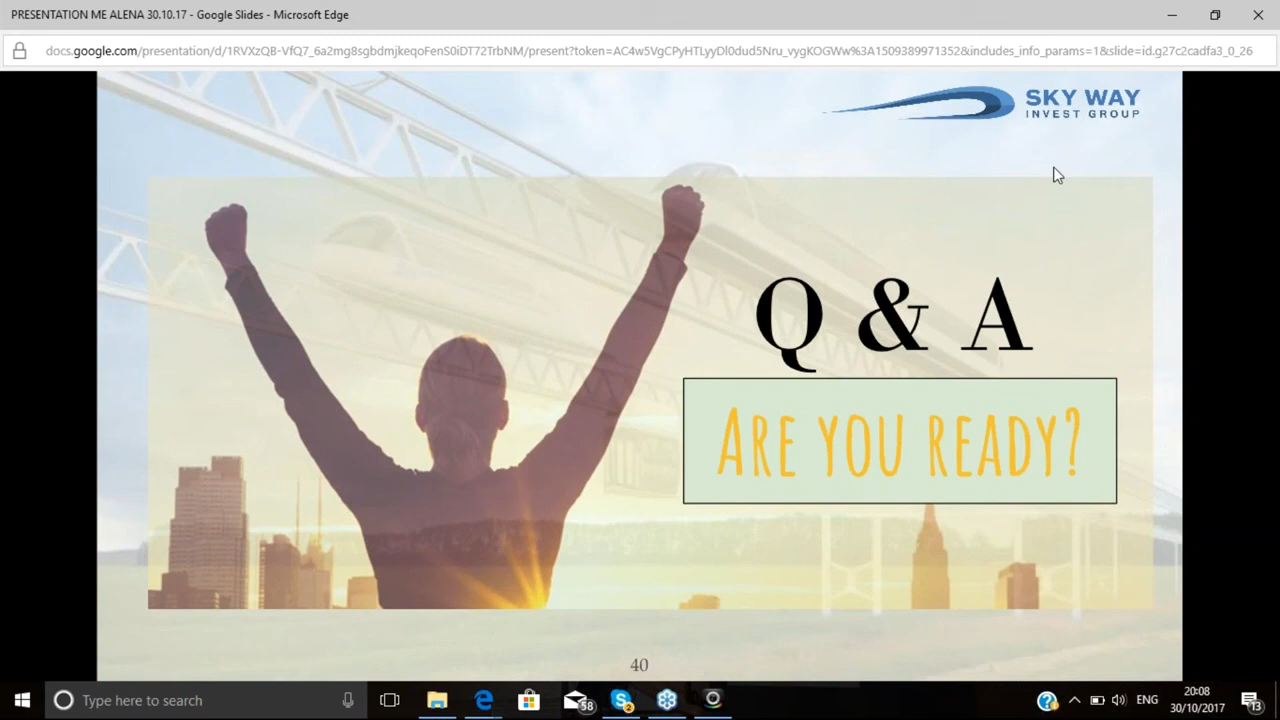 PRESENTATION ME ALENA 30.10.17 - Google Slides - Microsoft Edge
docs.google.com/presentation/d/1RVXzQB-VfQ7_6a2mg8sgbdmjkeqoFenS0iDT72TrbNM/present?token=AC4w5VgCPyHTLyyDl0dud5Nru_vygKOGWw%3A1509389971352&includes_info_params=1&slide=id.g27c2cadfa3_0_26
SKY WAY
INVEST GROUP
Q & A
ARE YOU READY?
40
Type here to search
58
2
ENG
20:08
30/10/2017
13